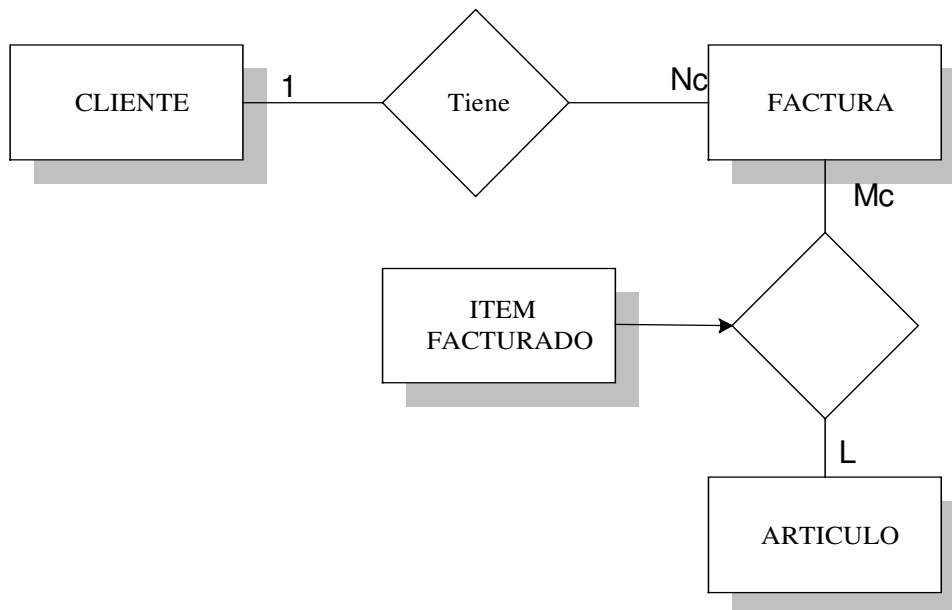 CLIENTE
1
Tiene
Nc
FACTURA
Mc
ITEM
FACTURADO
L
ARTICULO